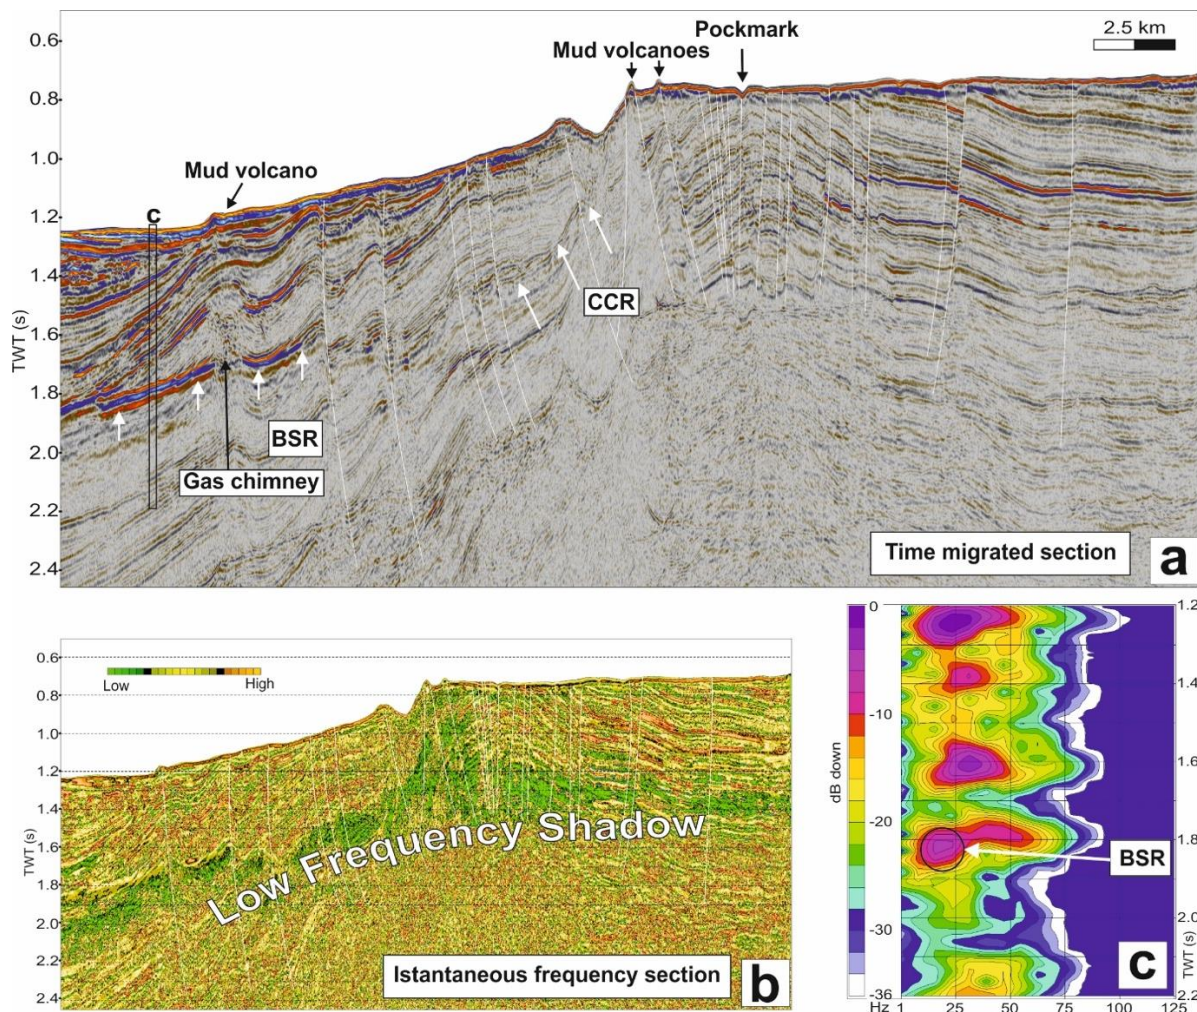 0.6
0.8
1.0
1.2
1.4
1.6
1.8
2.0
2.2
2.4
TWT (s)
Pockmark
2.5 km
Mud volcanoes
Mud volcano
c
CCR
BSR
Gas chimney
Time migrated section
a
0.6
0.8
1.0
1.2
1.4
1.6
1.8
2.0
2.2
2.4
TWT (s)
Low
High
Low Frequency Shadow
Istantaneous frequency section
b
0
-10
-20
-30
-36
dB down
Hz
1
25
50
75
100
125
1.2
1.4
1.6
1.8
2.0
2.2
TWT (s)
BSR
c